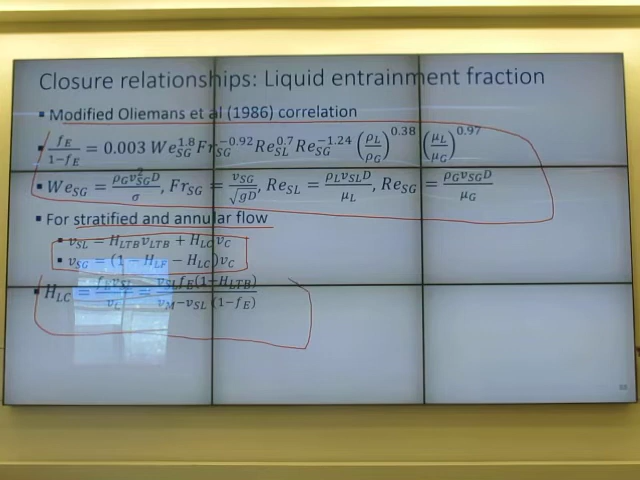 Closure relationships: Liquid entrainment fraction
▪ Modified Oliemans et al (1986) correlation
▪ f_E/(1−f_E) = 0.003 We_SG^1.8 Fr_SG^−0.92 Re_SL^0.7 Re_SG^−1.24 (ρ_L/ρ_G)^0.38 (μ_L/μ_G)^0.97
▪ We_SG = ρ_G v_SG^2 D/σ, Fr_SG = v_SG/√(gD), Re_SL = ρ_L v_SL D/μ_L, Re_SG = ρ_G v_SG D/μ_G
▪ For stratified and annular flow
▪ v_SL = H_LTB v_LTB + H_LC v_C
▪ v_SG = (1 − H_LF − H_LC) v_C
▪ H_LC = f_E v_SL/v_C = v_SL f_E (1−H_LTB)/(v_M − v_SL (1−f_E))